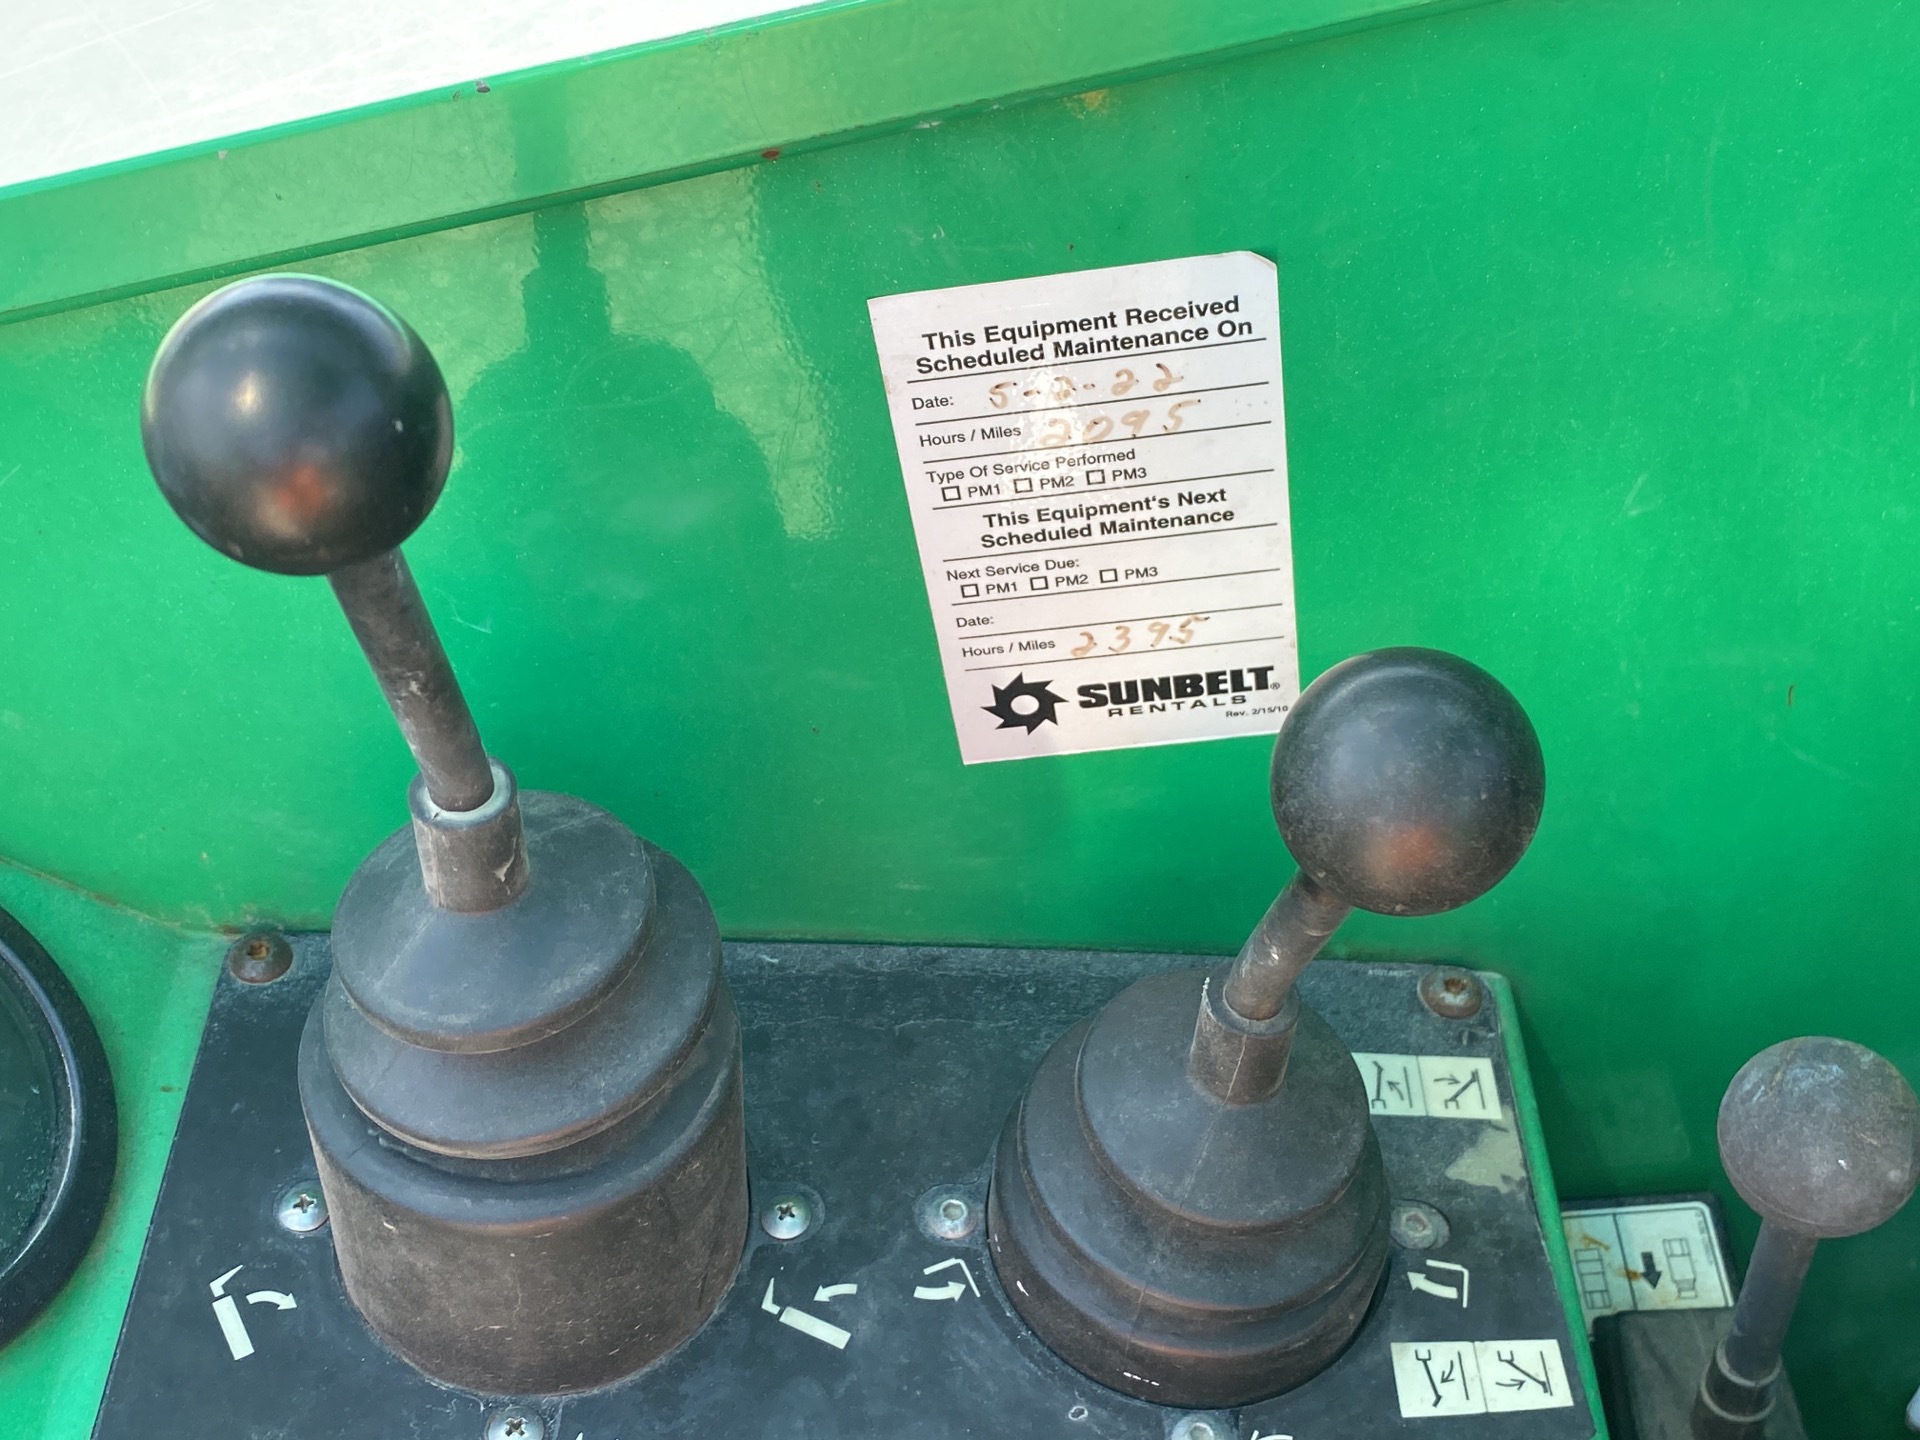 This Equipment Received
Scheduled Maintenance On
Date: 5-2-22
Hours / Miles 2095
Type Of Service Performed
☐ PM1 ☐ PM2 ☐ PM3
This Equipment's Next
Scheduled Maintenance
Next Service Due:
☐ PM1 ☐ PM2 ☐ PM3
Date:
Hours / Miles 2395
SUNBELT®
RENTALS
Rev. 2/15/10